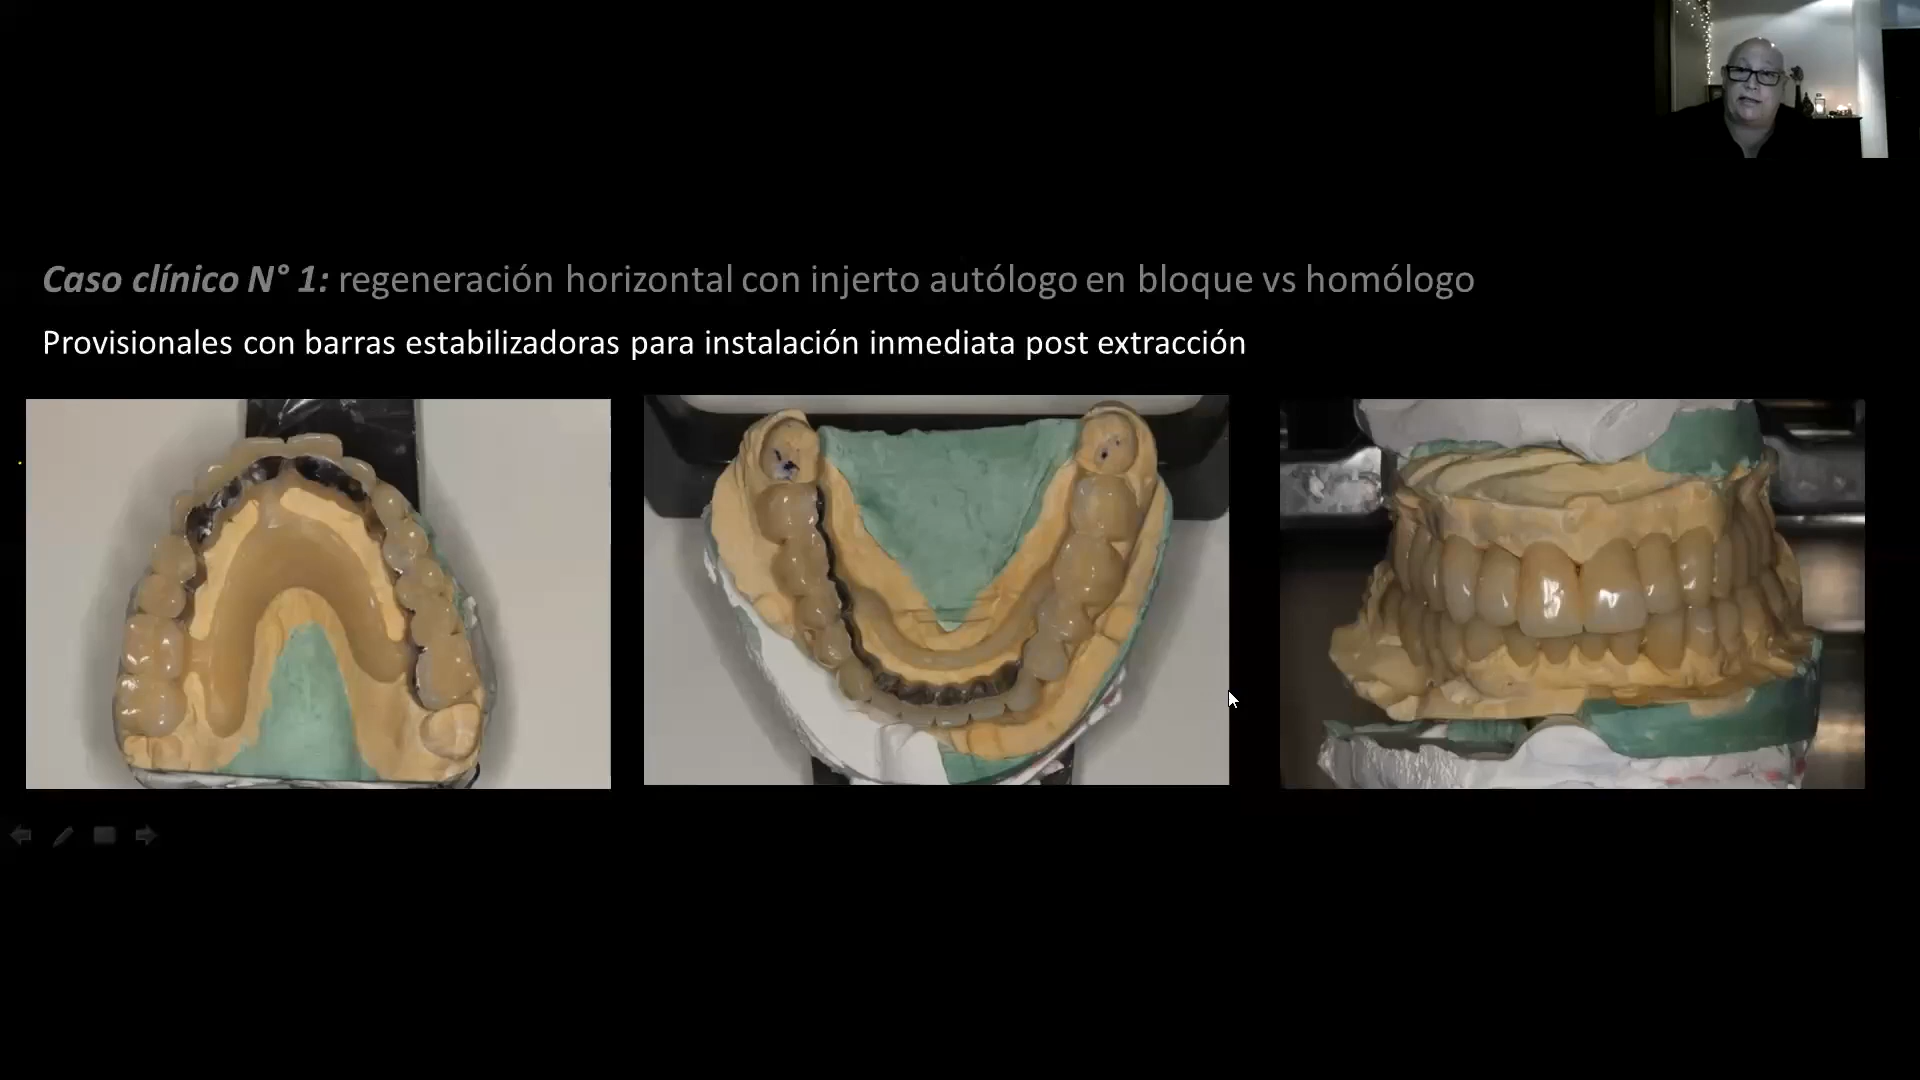 Caso clínico N° 1: regeneración horizontal con injerto autólogo en bloque vs homólogo
Provisionales con barras estabilizadoras para instalación inmediata post extracción